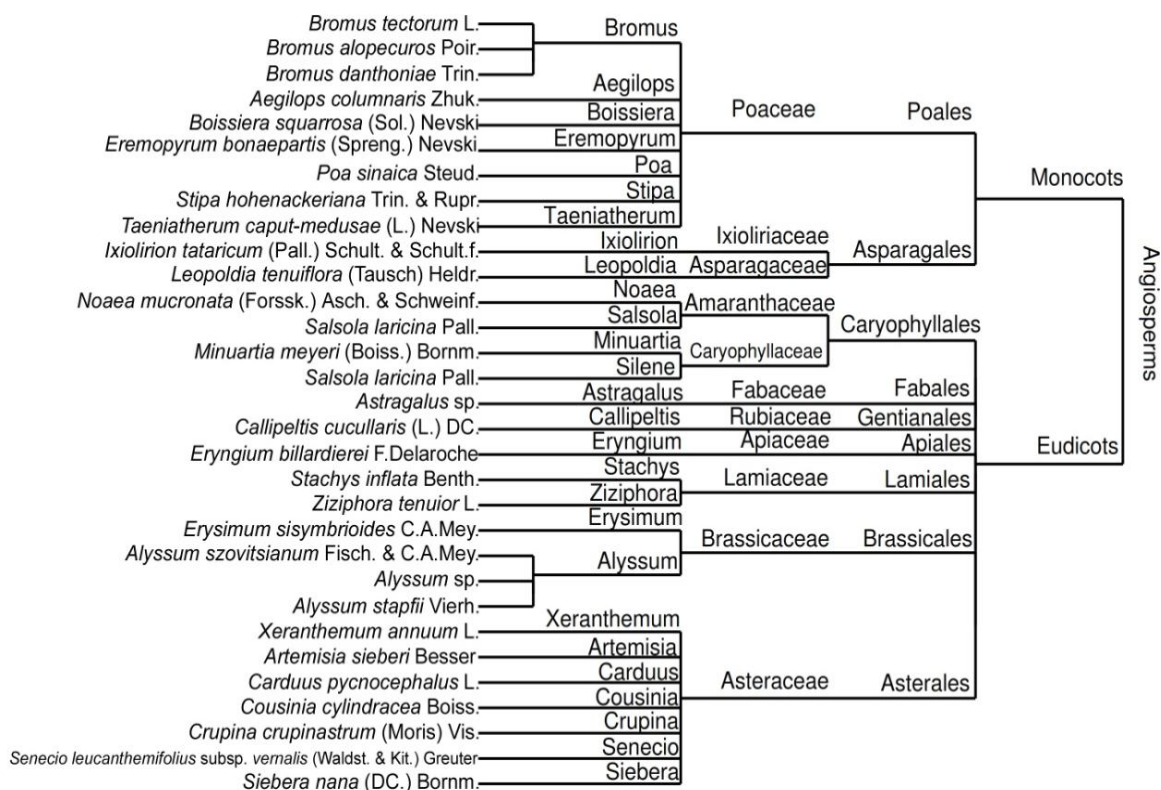 Bromus tectorum L.
Bromus alopecuros Poir.
Bromus danthoniae Trin.
Aegilops columnaris Zhuk.
Boissiera squarrosa (Sol.) Nevski
Eremopyrum bonaepartis (Spreng.) Nevski
Poa sinaica Steud.
Stipa hohenackeriana Trin. & Rupr.
Taeniatherum caput-medusae (L.) Nevski
Ixiolirion tataricum (Pall.) Schult. & Schult.f.
Leopoldia tenuiflora (Tausch) Heldr.
Noaea mucronata (Forssk.) Asch. & Schweinf.
Salsola laricina Pall.
Minuartia meyeri (Boiss.) Bornm.
Salsola laricina Pall.
Astragalus sp.
Callipeltis cucullaris (L.) DC.
Eryngium billardierei F.Delaroche
Stachys inflata Benth.
Ziziphora tenuior L.
Erysimum sisymbrioides C.A.Mey.
Alyssum szovitsianum Fisch. & C.A.Mey.
Alyssum sp.
Alyssum stapfii Vierh.
Xeranthemum annuum L.
Artemisia sieberi Besser
Carduus pycnocephalus L.
Cousinia cylindracea Boiss.
Crupina crupinastrum (Moris) Vis.
Senecio leucanthemifolius subsp. vernalis (Waldst. & Kit.) Greuter
Siebera nana (DC.) Bornm.
Bromus
Aegilops
Boissiera
Eremopyrum
Poa
Stipa
Taeniatherum
Ixiolirion
Leopoldia
Noaea
Salsola
Minuartia
Silene
Astragalus
Callipeltis
Eryngium
Stachys
Ziziphora
Erysimum
Alyssum
Xeranthemum
Artemisia
Carduus
Cousinia
Crupina
Senecio
Siebera
Poaceae
Ixioliriaceae
Asparagaceae
Amaranthaceae
Caryophyllaceae
Fabaceae
Rubiaceae
Apiaceae
Lamiaceae
Brassicaceae
Asteraceae
Poales
Asparagales
Caryophyllales
Fabales
Gentianales
Apiales
Lamiales
Brassicales
Asterales
Monocots
Eudicots
Angiosperms